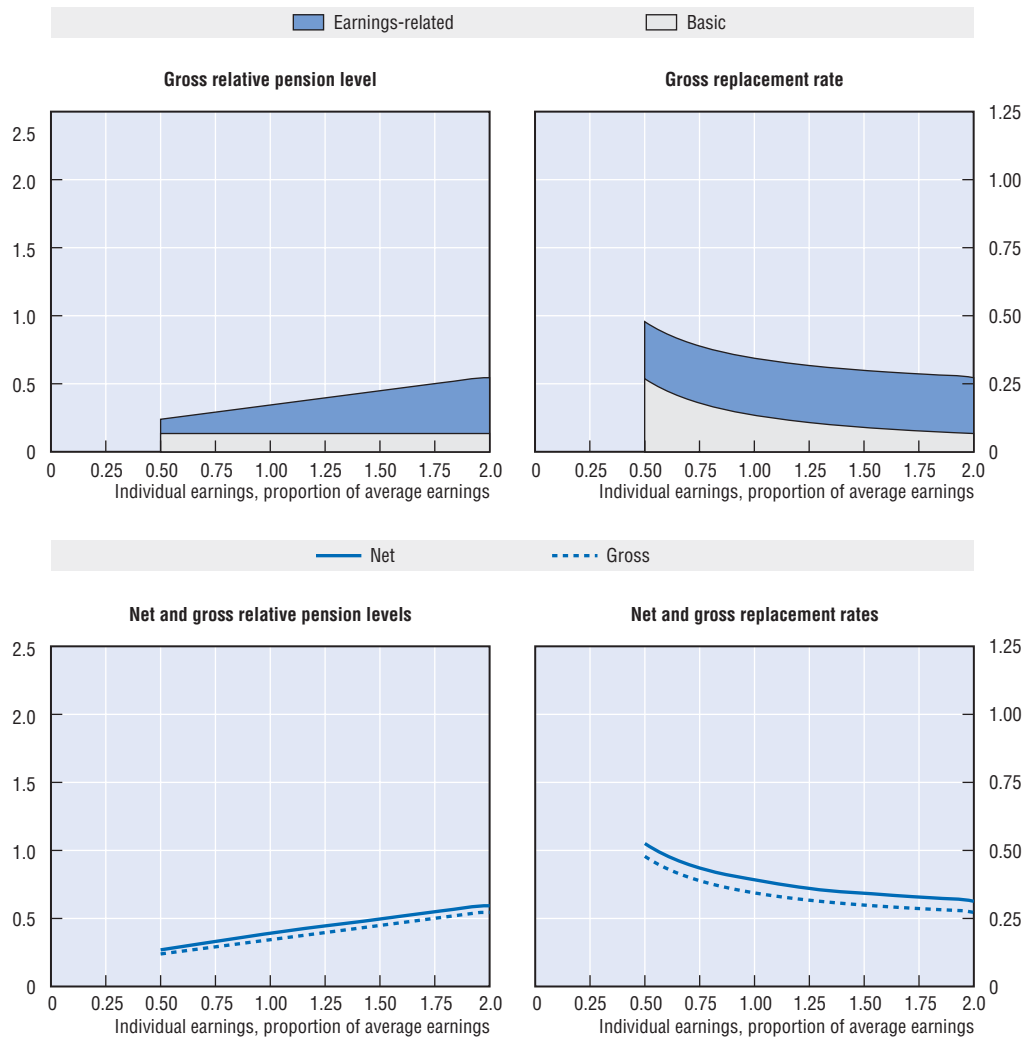 Earnings-related Basic
Gross relative pension level
2.5
2.0
1.5
1.0
0.5
0
0 0.25 0.50 0.75 1.00 1.25 1.50 1.75 2.0
Individual earnings, proportion of average earnings
Gross replacement rate
1.25
1.00
0.75
0.50
0.25
0
0 0.25 0.50 0.75 1.00 1.25 1.50 1.75 2.0
Individual earnings, proportion of average earnings
Net Gross
Net and gross relative pension levels
2.5
2.0
1.5
1.0
0.5
0
0 0.25 0.50 0.75 1.00 1.25 1.50 1.75 2.0
Individual earnings, proportion of average earnings
Net and gross replacement rates
1.25
1.00
0.75
0.50
0.25
0
0 0.25 0.50 0.75 1.00 1.25 1.50 1.75 2.0
Individual earnings, proportion of average earnings